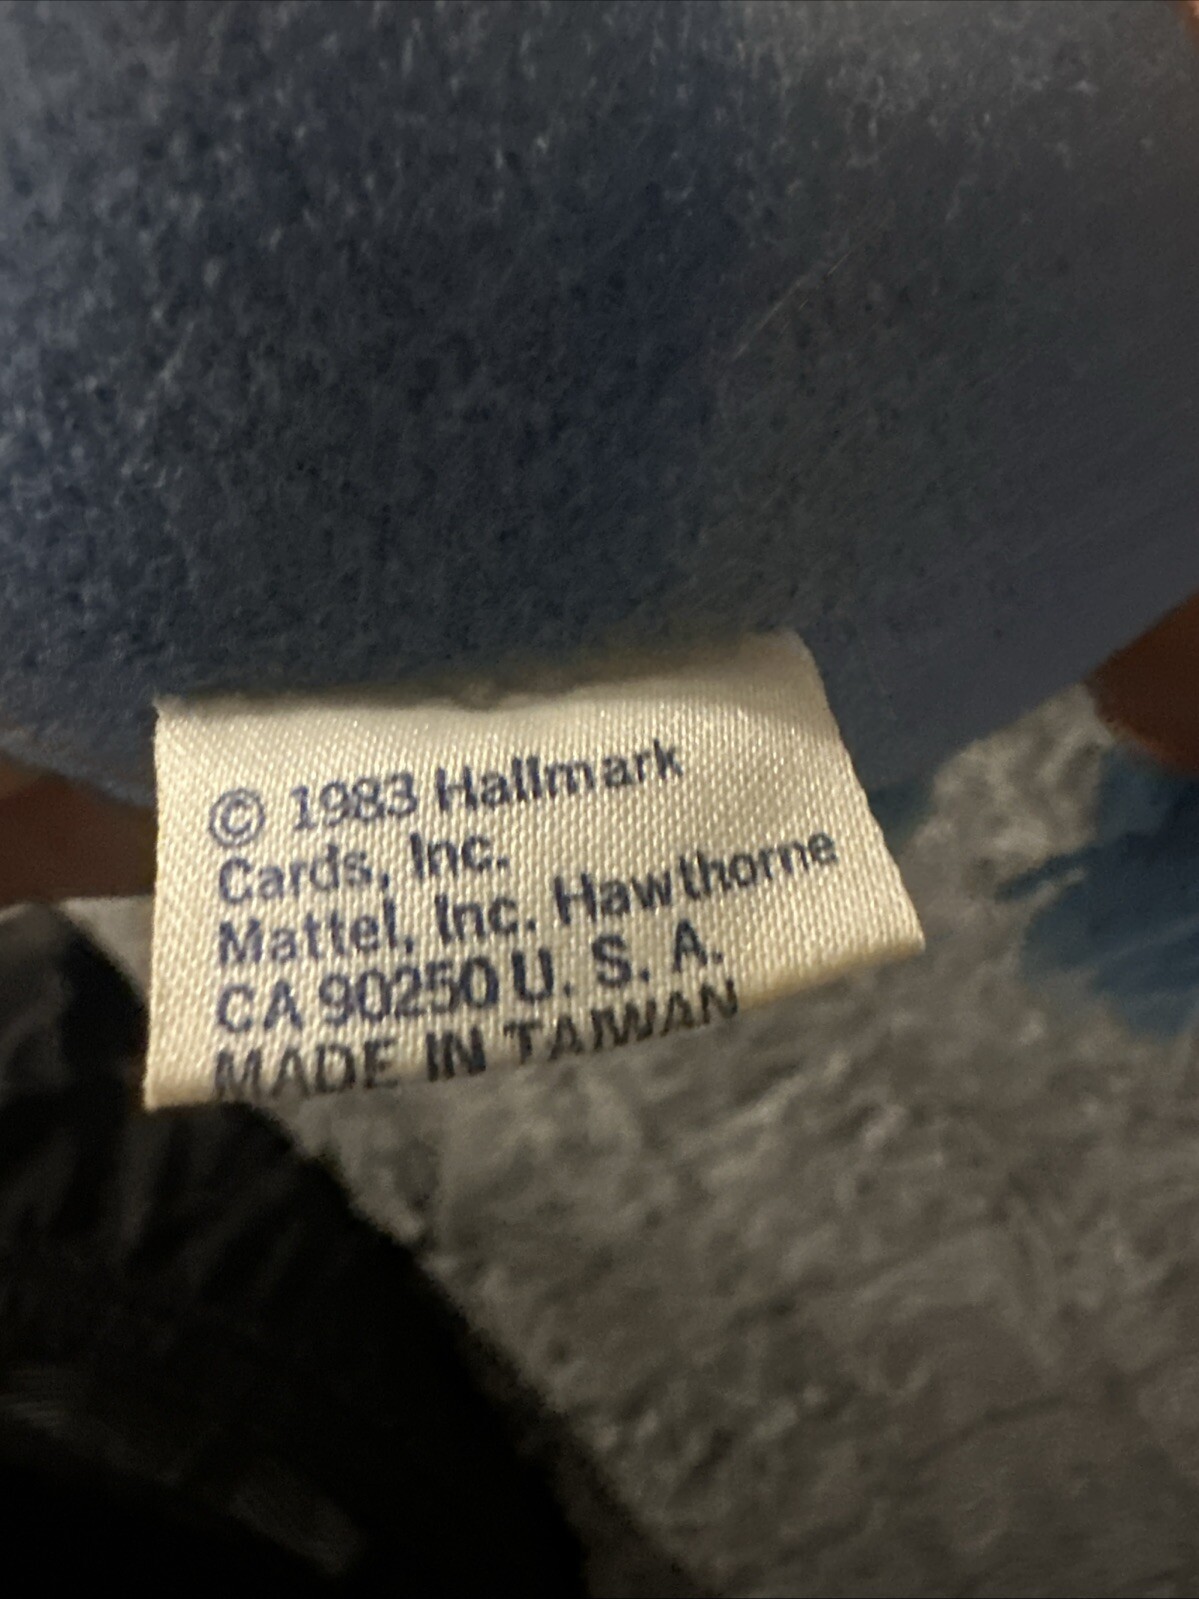 © 1983 Hallmark
Cards, Inc.
Mattel, Inc. Hawthorne
CA 90250 U. S. A.
MADE IN TAIWAN